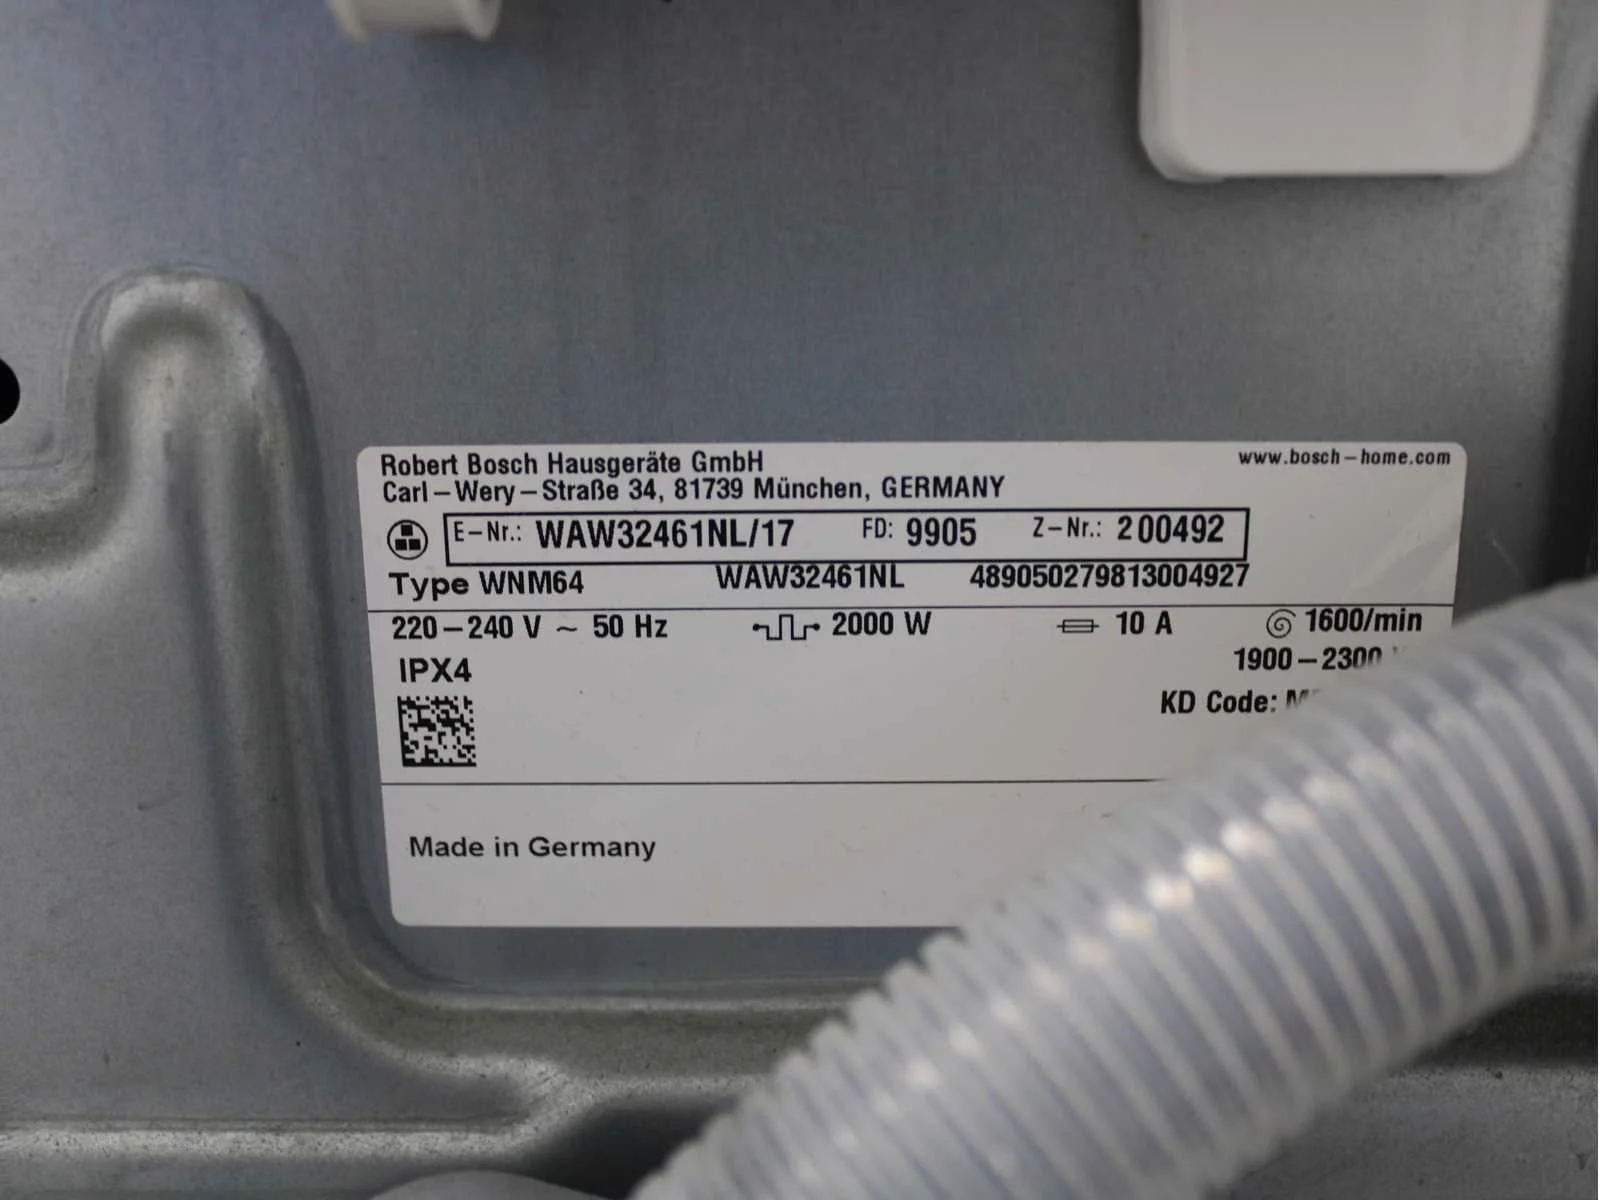 Robert Bosch Hausgeräte GmbH
www.bosch-home.com
Carl-Wery-Straße 34, 81739 München, GERMANY
E-Nr.: WAW32461NL/17 FD: 9905 Z-Nr.: 200492
Type WNM64 WAW32461NL 489050279813004927
220-240 V ~ 50 Hz 2000 W 10 A 1600/min
IPX4 1900-2300
KD Code:
Made in Germany